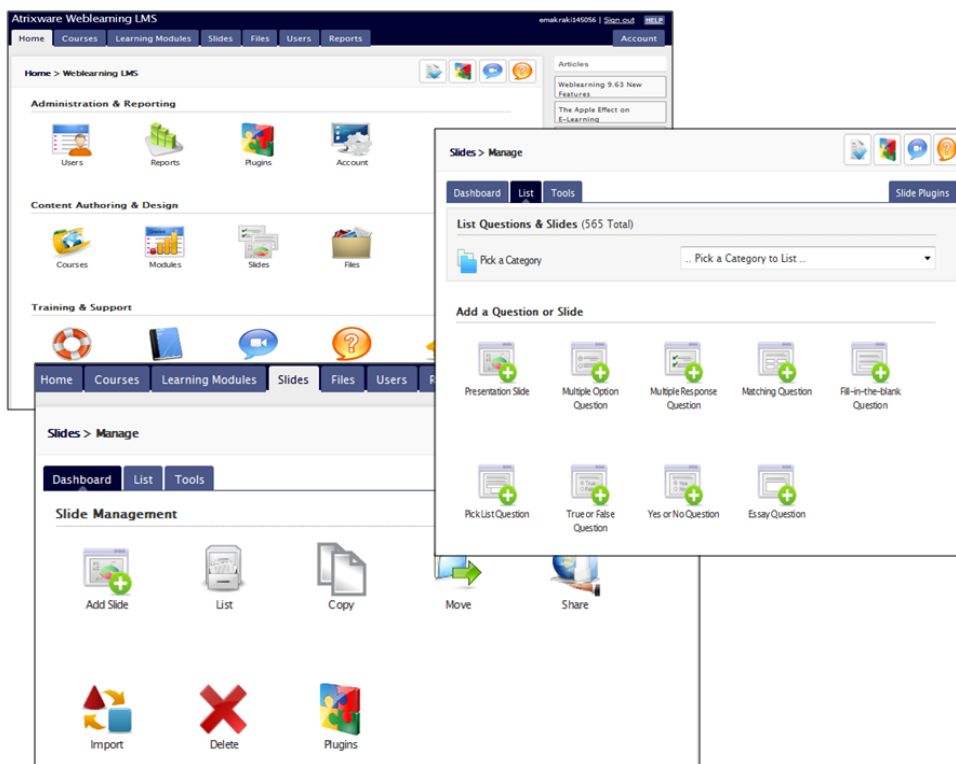 Atrixware Weblearning LMS
emakraki145056 | Sign out HELP
Home Courses Learning Modules Slides Files Users Reports Account
Home > Weblearning LMS
Articles
Weblearning 9.63 New
Features
The Apple Effect on
E-Learning
Administration & Reporting
Users Reports Plugins Account
Content Authoring & Design
Courses Modules Slides Files
Training & Support
Slides > Manage
Dashboard List Tools Slide Plugins
List Questions & Slides (565 Total)
Pick a Category .. Pick a Category to List ..
Add a Question or Slide
Presentation Slide
Multiple Option
Question
Multiple Response
Question
Matching Question
Fill-in-the-blank
Question
Pick List Question
True or False
Question
Yes or No Question
Essay Question
Home Courses Learning Modules Slides Files Users
Slides > Manage
Dashboard List Tools
Slide Management
Add Slide List Copy Move Share
Import Delete Plugins